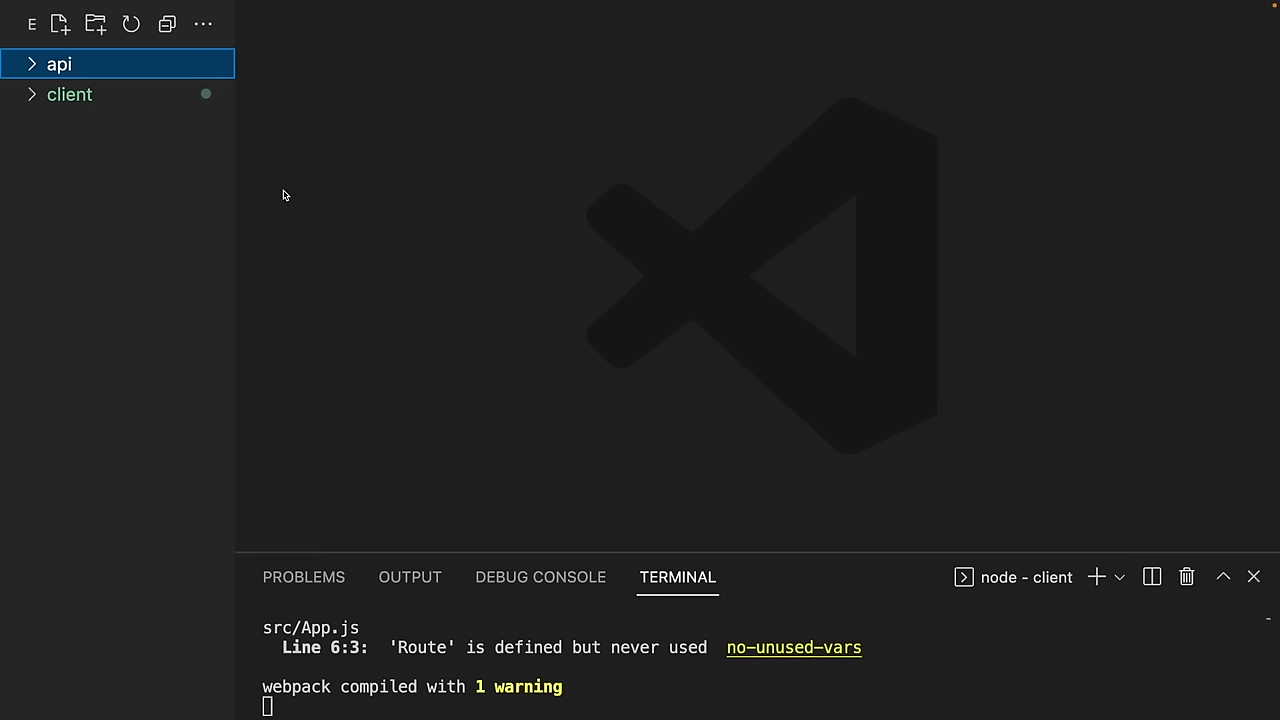 E
api
client
PROBLEMS OUTPUT DEBUG CONSOLE TERMINAL node - client
src/App.js
Line 6:3: 'Route' is defined but never used no-unused-vars
webpack compiled with 1 warning